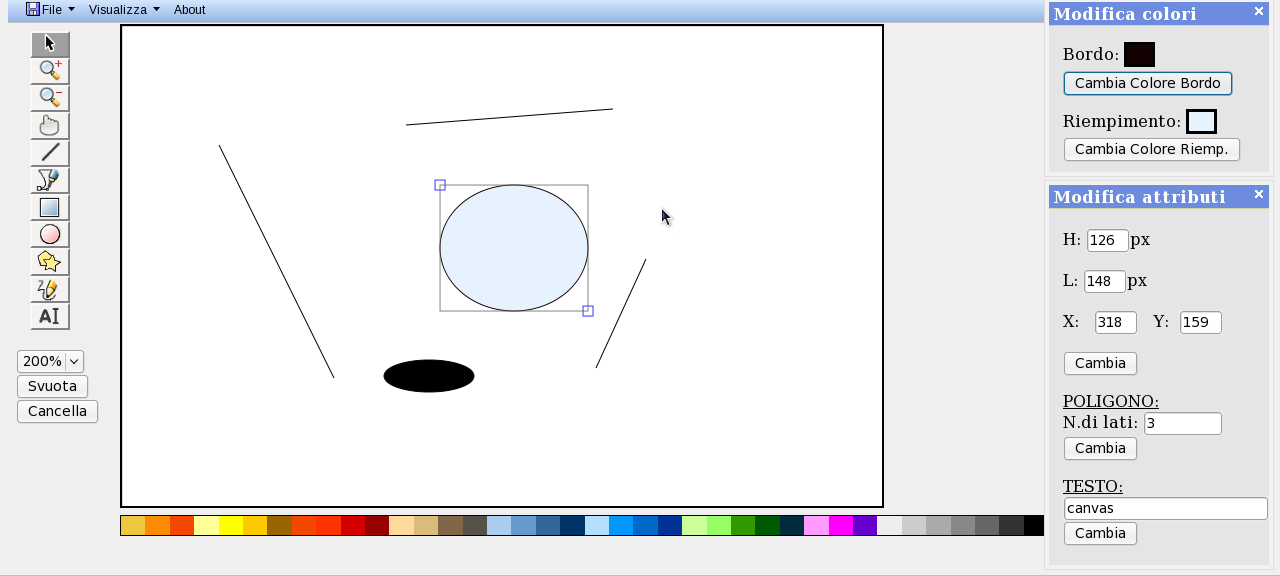 File Visualizza About
Modifica colori
Bordo:
Cambia Colore Bordo
Riempimento:
Cambia Colore Riemp.
Modifica attributi
H: 126 px
L: 148 px
X: 318 Y: 159
Cambia
POLIGONO:
N.di lati: 3
Cambia
TESTO:
canvas
Cambia
AI
200%
Svuota
Cancella